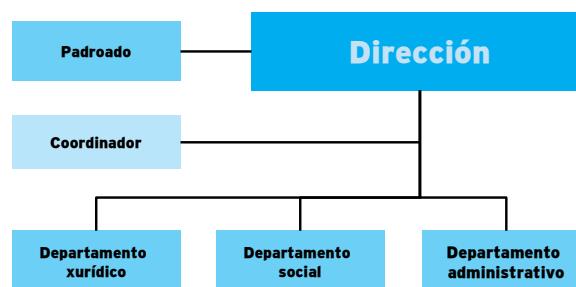 Padroado
Dirección
Coordinador
Departamento
xurídico
Departamento
social
Departamento
administrativo